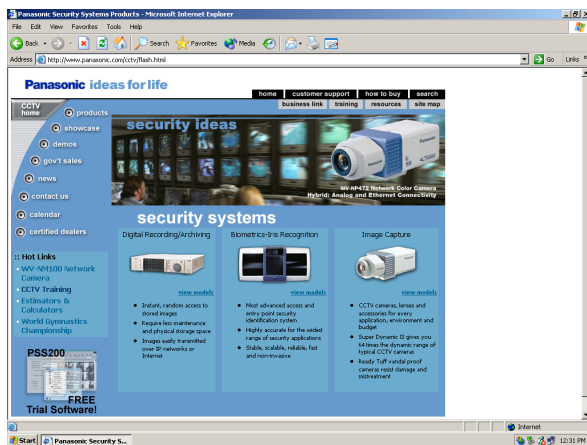 Panasonic Security Systems Products - Microsoft Internet Explorer
File Edit View Favorites Tools Help
Back Search Favorites Media
Address http://www.panasonic.com/cctv/flash.html Go Links
Panasonic ideas for life
home customer support how to buy search
business link training resources site map
CCTV
home
products
showcase
demos
gov't sales
news
contact us
calendar
certified dealers
security ideas
Panasonic
WV-NP472 Network Color Camera
Hybrid: Analog and Ethernet Connectivity
security systems
Digital Recording/Archiving
view models
• Instant, random access to
stored images
• Require less maintenance
and physical storage space
• Images easily transmitted
over IP networks or
Internet
Biometrics-Iris Recognition
view models
• Most advanced access and
entry point security
identification system
• Highly accurate for the widest
range of security applications
• Stable, scalable, reliable, fast
and non-invasive
Image Capture
view models
• CCTV cameras, lenses and
accessories for every
application, environment and
budget
• Super Dynamic II gives you
64 times the dynamic range of
typical CCTV cameras
• Ready Tuff vandal proof
cameras resist damage and
mistreatment
:: Hot Links
• WV-NM100 Network
Camera
• CCTV Training
• Estimators &
Calculators
• World Gymnastics
Championship
PSS200
FREE
Trial Software!
Internet
Start Panasonic Security S... 12:31 PM